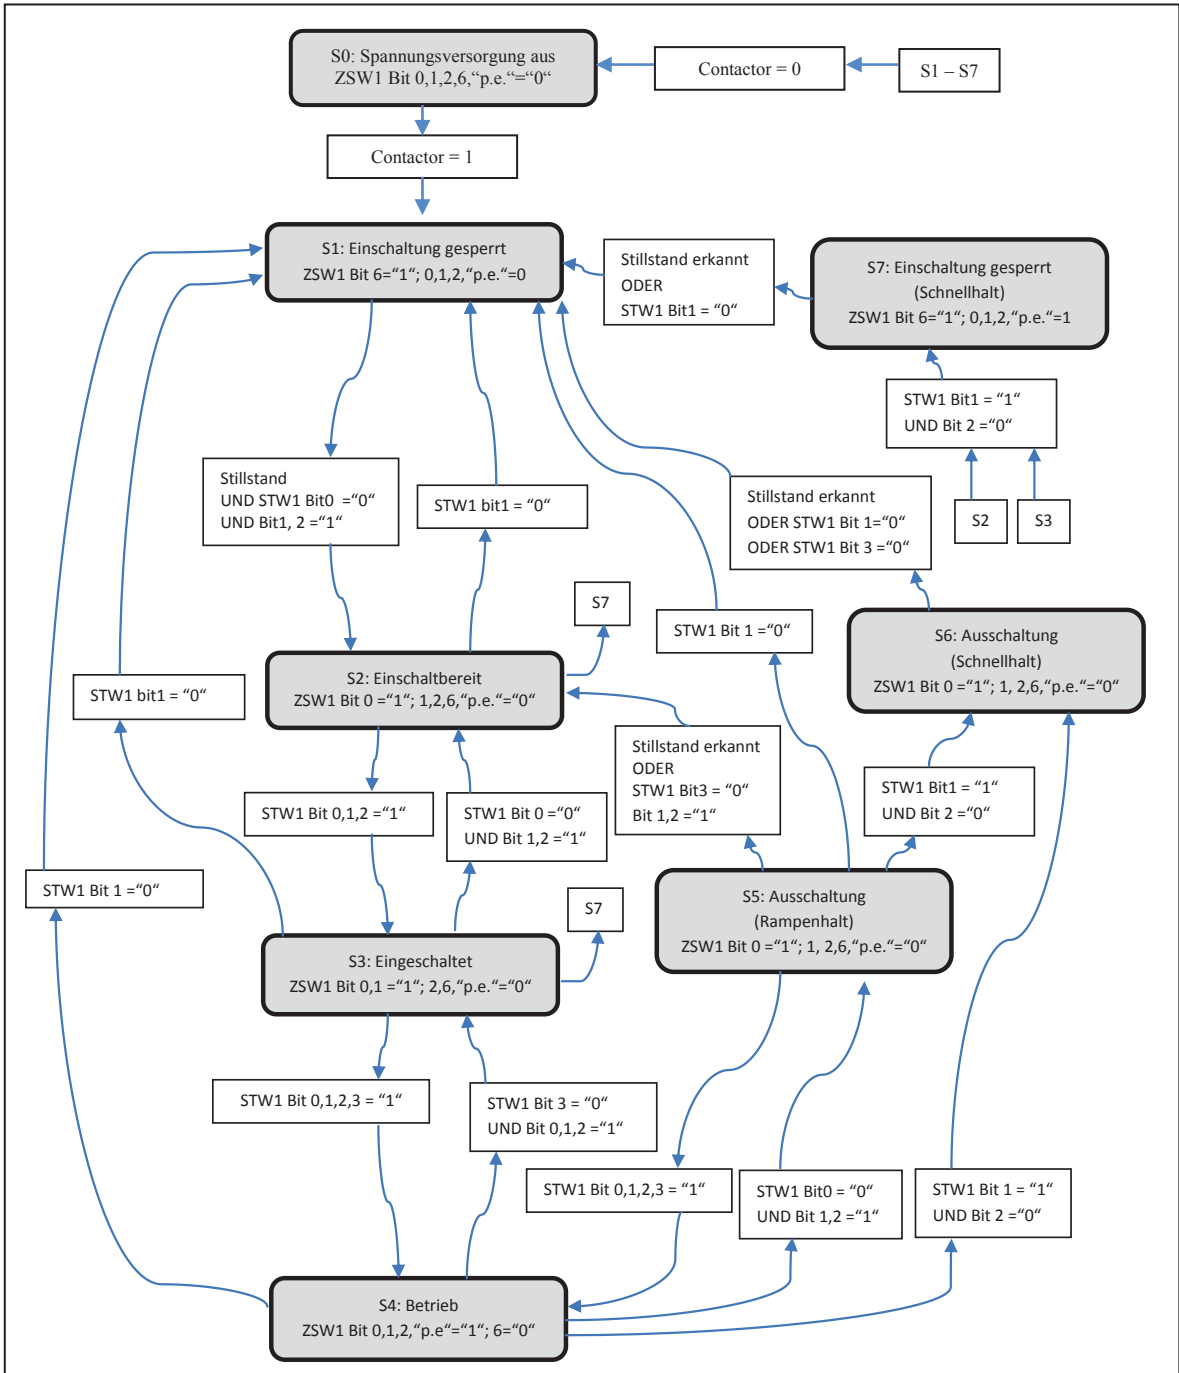 S0: Spannungsversorgung aus
ZSW1 Bit 0,1,2,6,“p.e.“=“0“
Contactor = 0
S1 – S7
Contactor = 1
S1: Einschaltung gesperrt
ZSW1 Bit 6=“1“; 0,1,2,“p.e.“=0
Stillstand erkannt
ODER
STW1 Bit1 = “0“
S7: Einschaltung gesperrt
(Schnellhalt)
ZSW1 Bit 6=“1“; 0,1,2,“p.e.“=1
STW1 Bit1 = “1“
UND Bit 2 =“0“
S2
S3
Stillstand
UND STW1 Bit0 =“0“
UND Bit1, 2 =“1“
STW1 bit1 = “0“
Stillstand erkannt
ODER STW1 Bit 1=“0“
ODER STW1 Bit 3 =“0“
S7
STW1 Bit 1 =“0“
S6: Ausschaltung
(Schnellhalt)
ZSW1 Bit 0 =“1“; 1, 2,6,“p.e.“=“0“
S2: Einschaltbereit
ZSW1 Bit 0 =“1“; 1,2,6,“p.e.“=“0“
STW1 bit1 = “0“
Stillstand erkannt
ODER
STW1 Bit3 = “0“
Bit 1,2 =“1“
STW1 Bit1 = “1“
UND Bit 2 =“0“
STW1 Bit 0,1,2 =“1“
STW1 Bit 0 =“0“
UND Bit 1,2 =“1“
STW1 Bit 1 =“0“
S7
S5: Ausschaltung
(Rampenhalt)
ZSW1 Bit 0 =“1“; 1, 2,6,“p.e.“=“0“
S3: Eingeschaltet
ZSW1 Bit 0,1 =“1“; 2,6,“p.e.“=“0“
STW1 Bit 0,1,2,3 = “1“
STW1 Bit 3 = “0“
UND Bit 0,1,2 =“1“
STW1 Bit 0,1,2,3 = “1“
STW1 Bit0 = “0“
UND Bit 1,2 =“1“
STW1 Bit 1 = “1“
UND Bit 2 =“0“
S4: Betrieb
ZSW1 Bit 0,1,2,“p.e“=“1“; 6=“0“